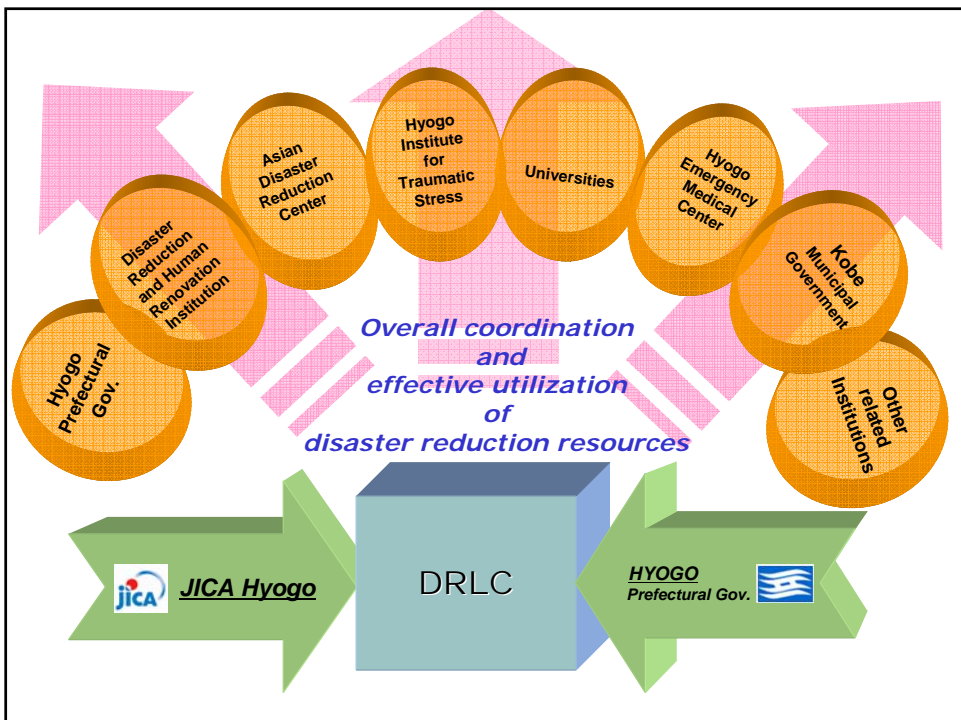 Hyogo
Prefectural
Gov.
Disaster
Reduction
and Human
Renovation
Institution
Asian
Disaster
Reduction
Center
Hyogo
Institute
for
Traumatic
Stress
Universities
Hyogo
Emergency
Medical
Center
Kobe
Municipal
Government
Other
related
Institutions
Overall coordination
and
effective utilization
of
disaster reduction resources
jICA
JICA Hyogo
DRLC
HYOGO
Prefectural Gov.